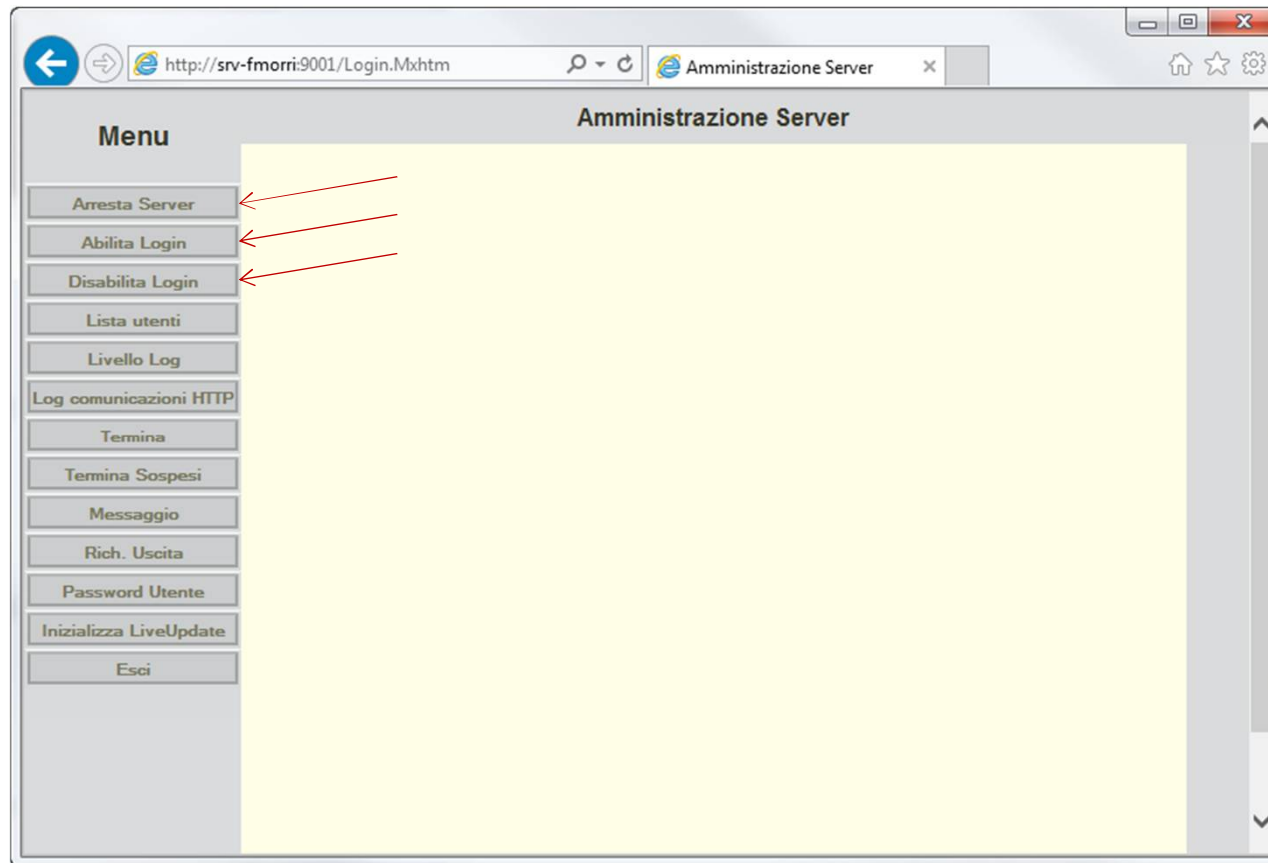 http://srv-fmorri:9001/Login.Mxhtm
Amministrazione Server
Amministrazione Server
Menu
Arresta Server
Abilita Login
Disabilita Login
Lista utenti
Livello Log
Log comunicazioni HTTP
Termina
Termina Sospesi
Messaggio
Rich. Uscita
Password Utente
Inizializza LiveUpdate
Esci